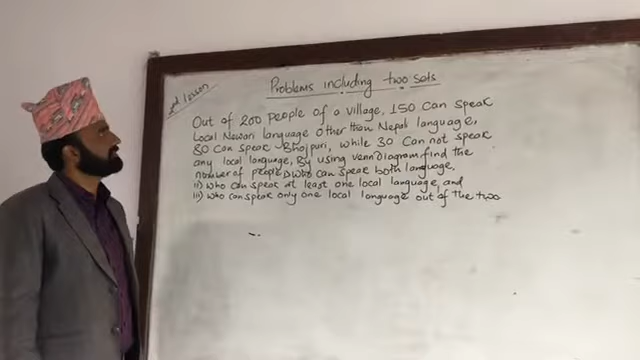 2nd lesson
Problems including two sets
Out of 200 people of a village, 150 can speak
local Newari language other than Nepali language,
80 can speak Bhojpuri, while 30 can not speak
any local language, By using venn diagram find the
number of people i) who can speak both language,
ii) who can speak at least one local language, and
iii) who can speak only one local language out of the two